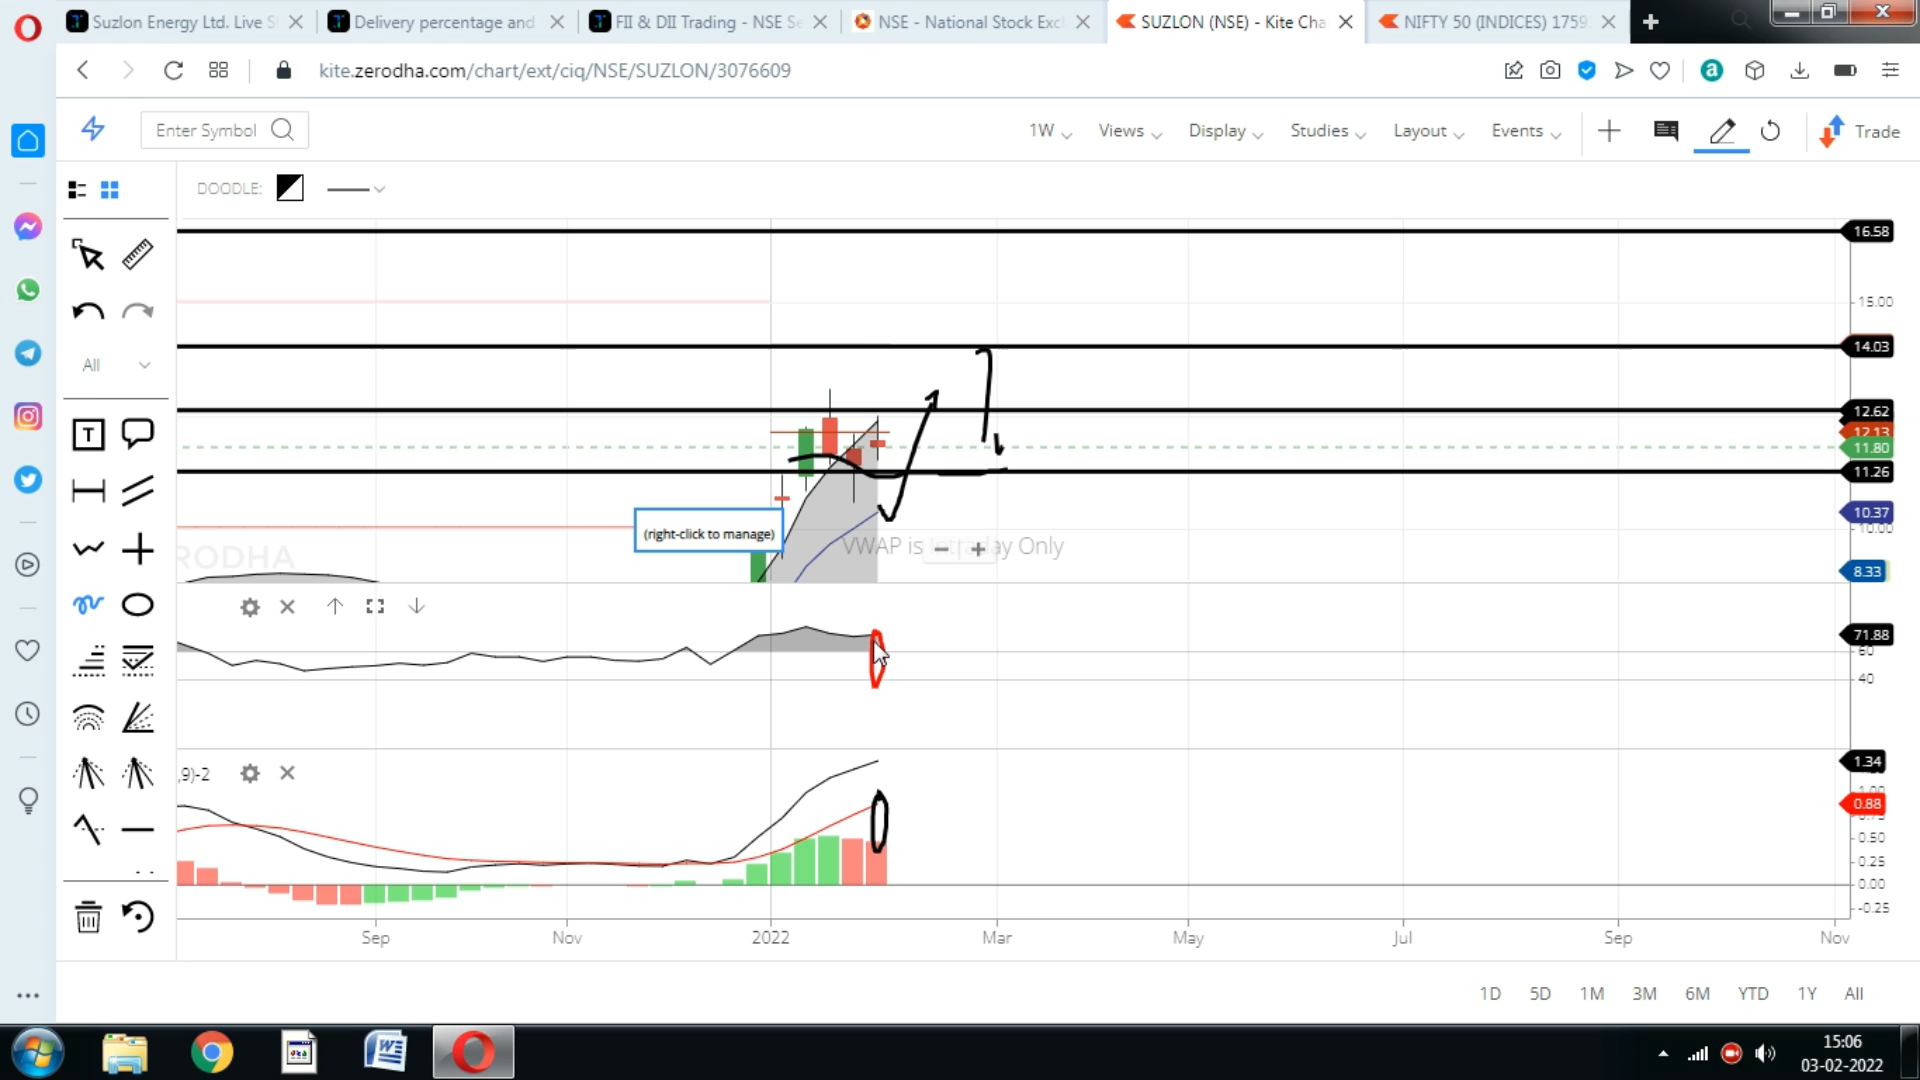 Suzlon Energy Ltd. Live S
Delivery percentage and
FII & DII Trading - NSE Se
NSE - National Stock Exc
SUZLON (NSE) - Kite Cha
NIFTY 50 (INDICES) 1759
kite.zerodha.com/chart/ext/ciq/NSE/SUZLON/3076609
Enter Symbol
1W
Views
Display
Studies
Layout
Events
Trade
DOODLE:
All
T
16.58
15.00
14.03
12.62
12.13
11.80
11.26
10.37
10.00
8.33
(right-click to manage)
VWAP is Intraday Only
RODHA
71.88
60
40
,9)-2
1.34
1.00
0.88
0.50
0.25
0.00
-0.25
Sep
Nov
2022
Mar
May
Jul
Sep
Nov
1D
5D
1M
3M
6M
YTD
1Y
All
15:06
03-02-2022